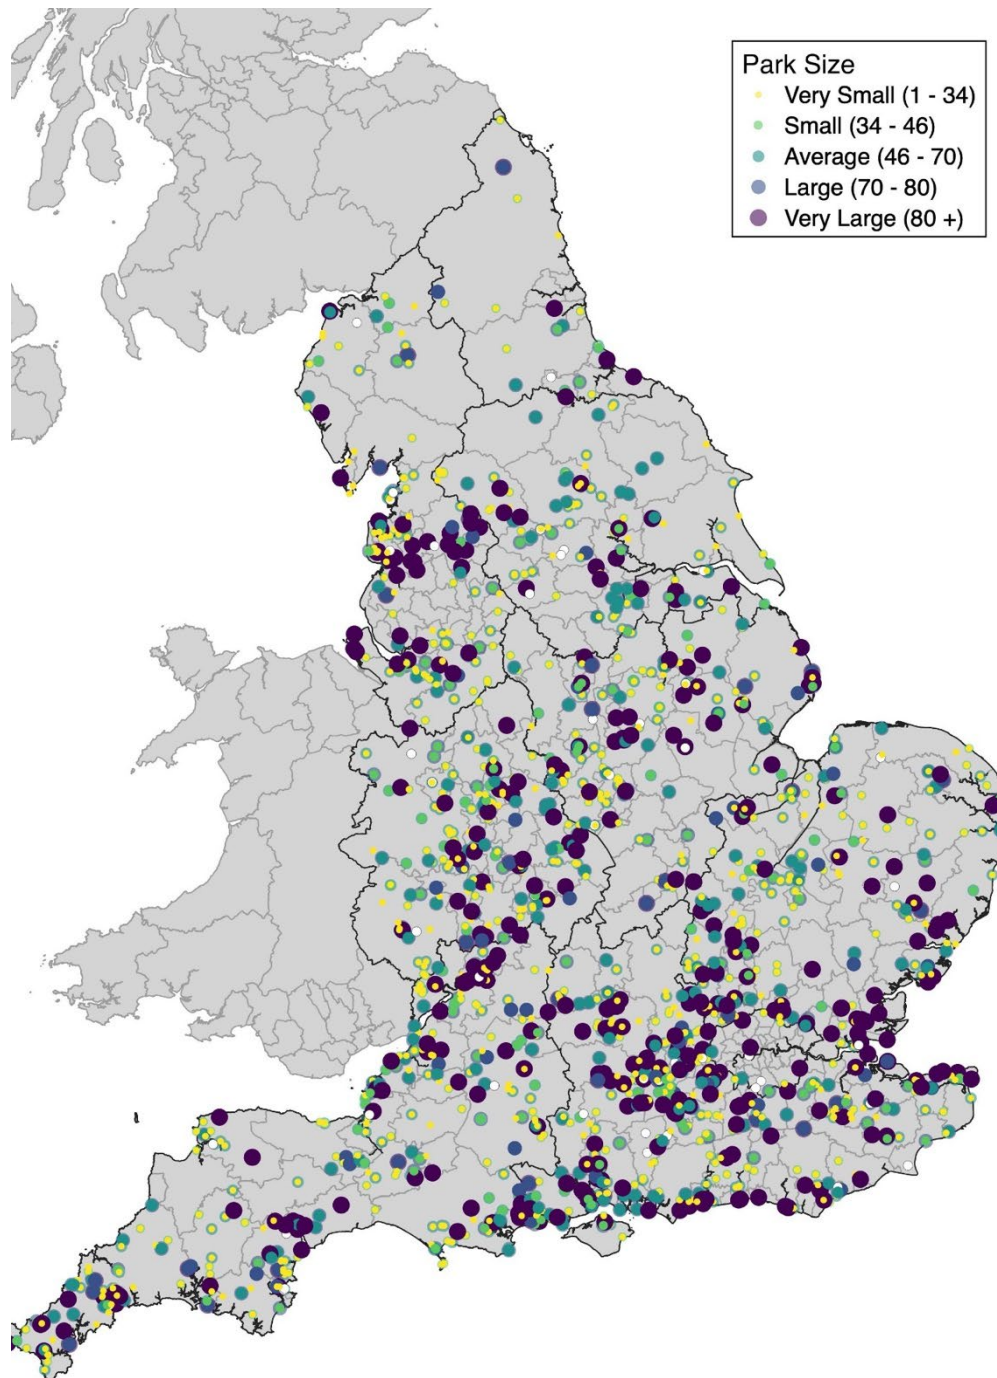 Park Size
Very Small (1 - 34)
Small (34 - 46)
Average (46 - 70)
Large (70 - 80)
Very Large (80 +)